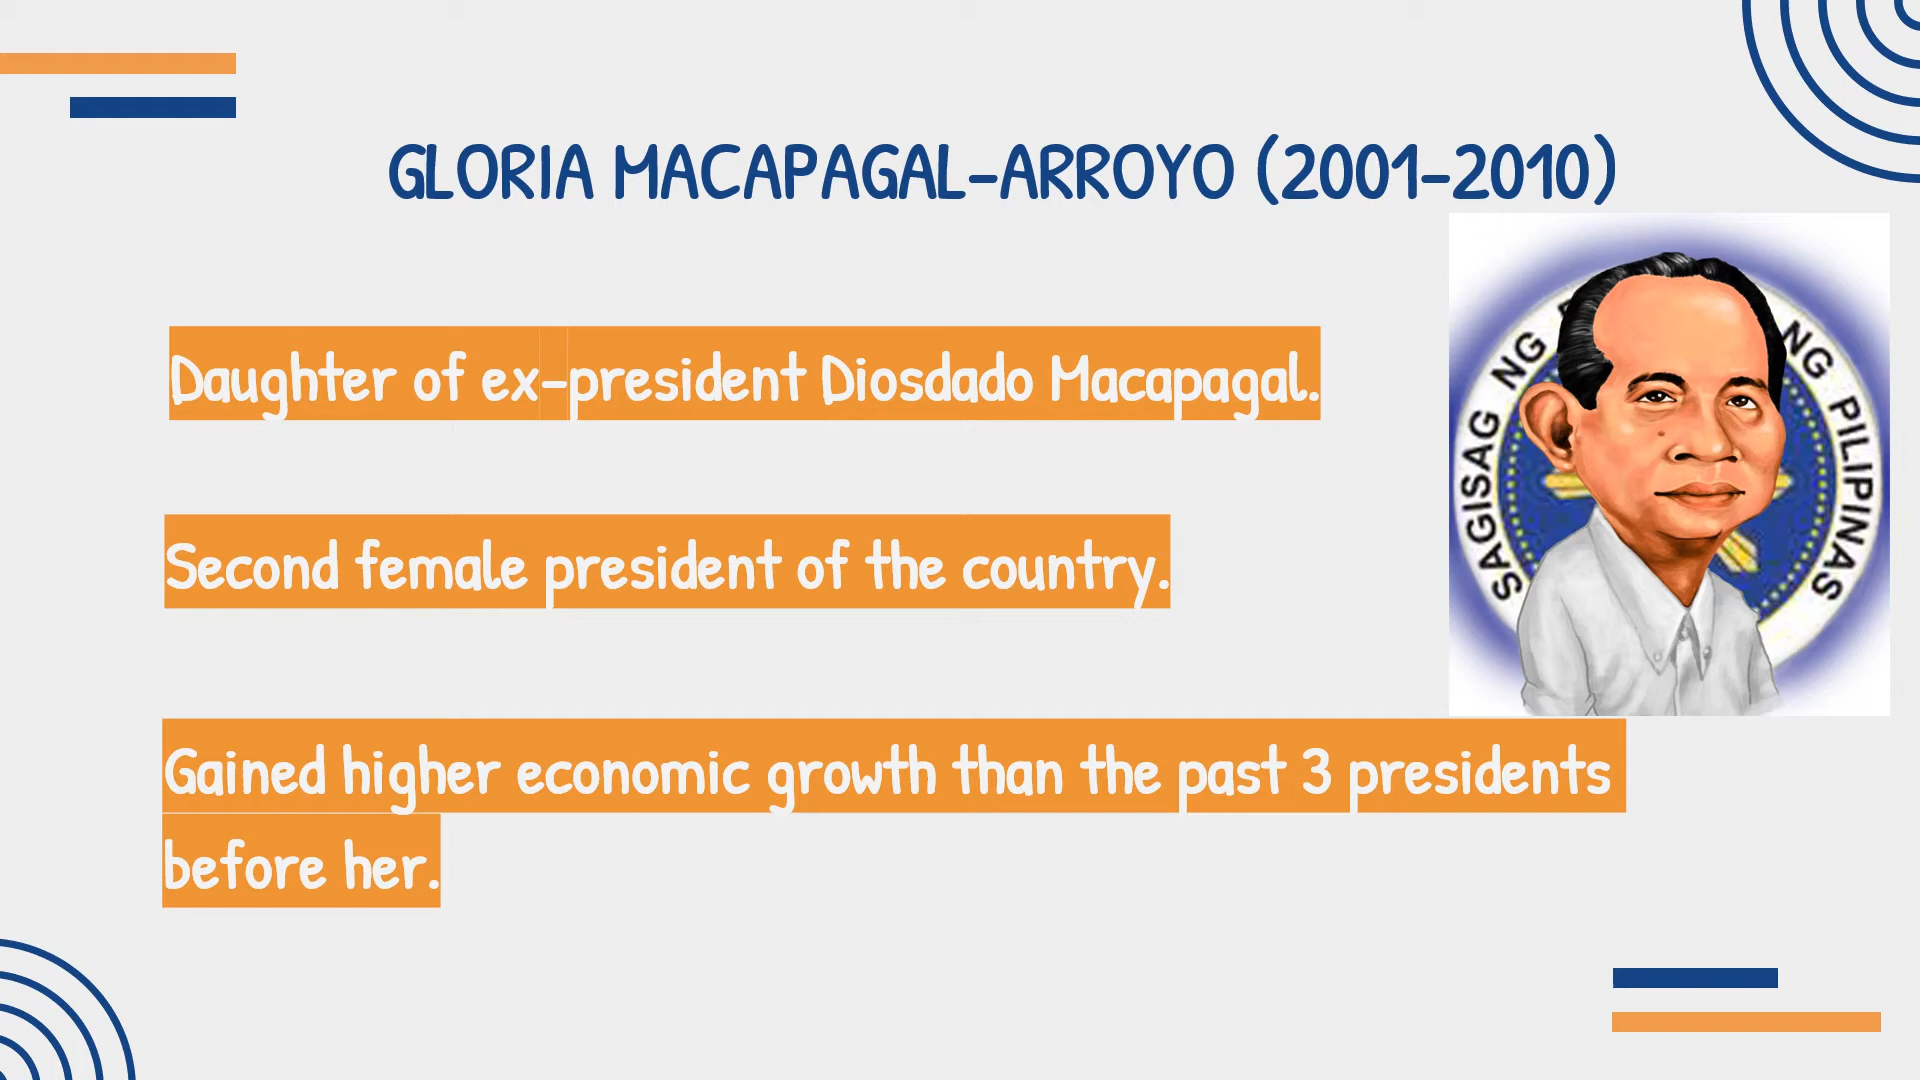 GLORIA MACAPAGAL-ARROYO (2001-2010)
Daughter of ex-president Diosdado Macapagal.
Second female president of the country.
Gained higher economic growth than the past 3 presidents
before her.
SAGISAG NG
NG PILIPINAS